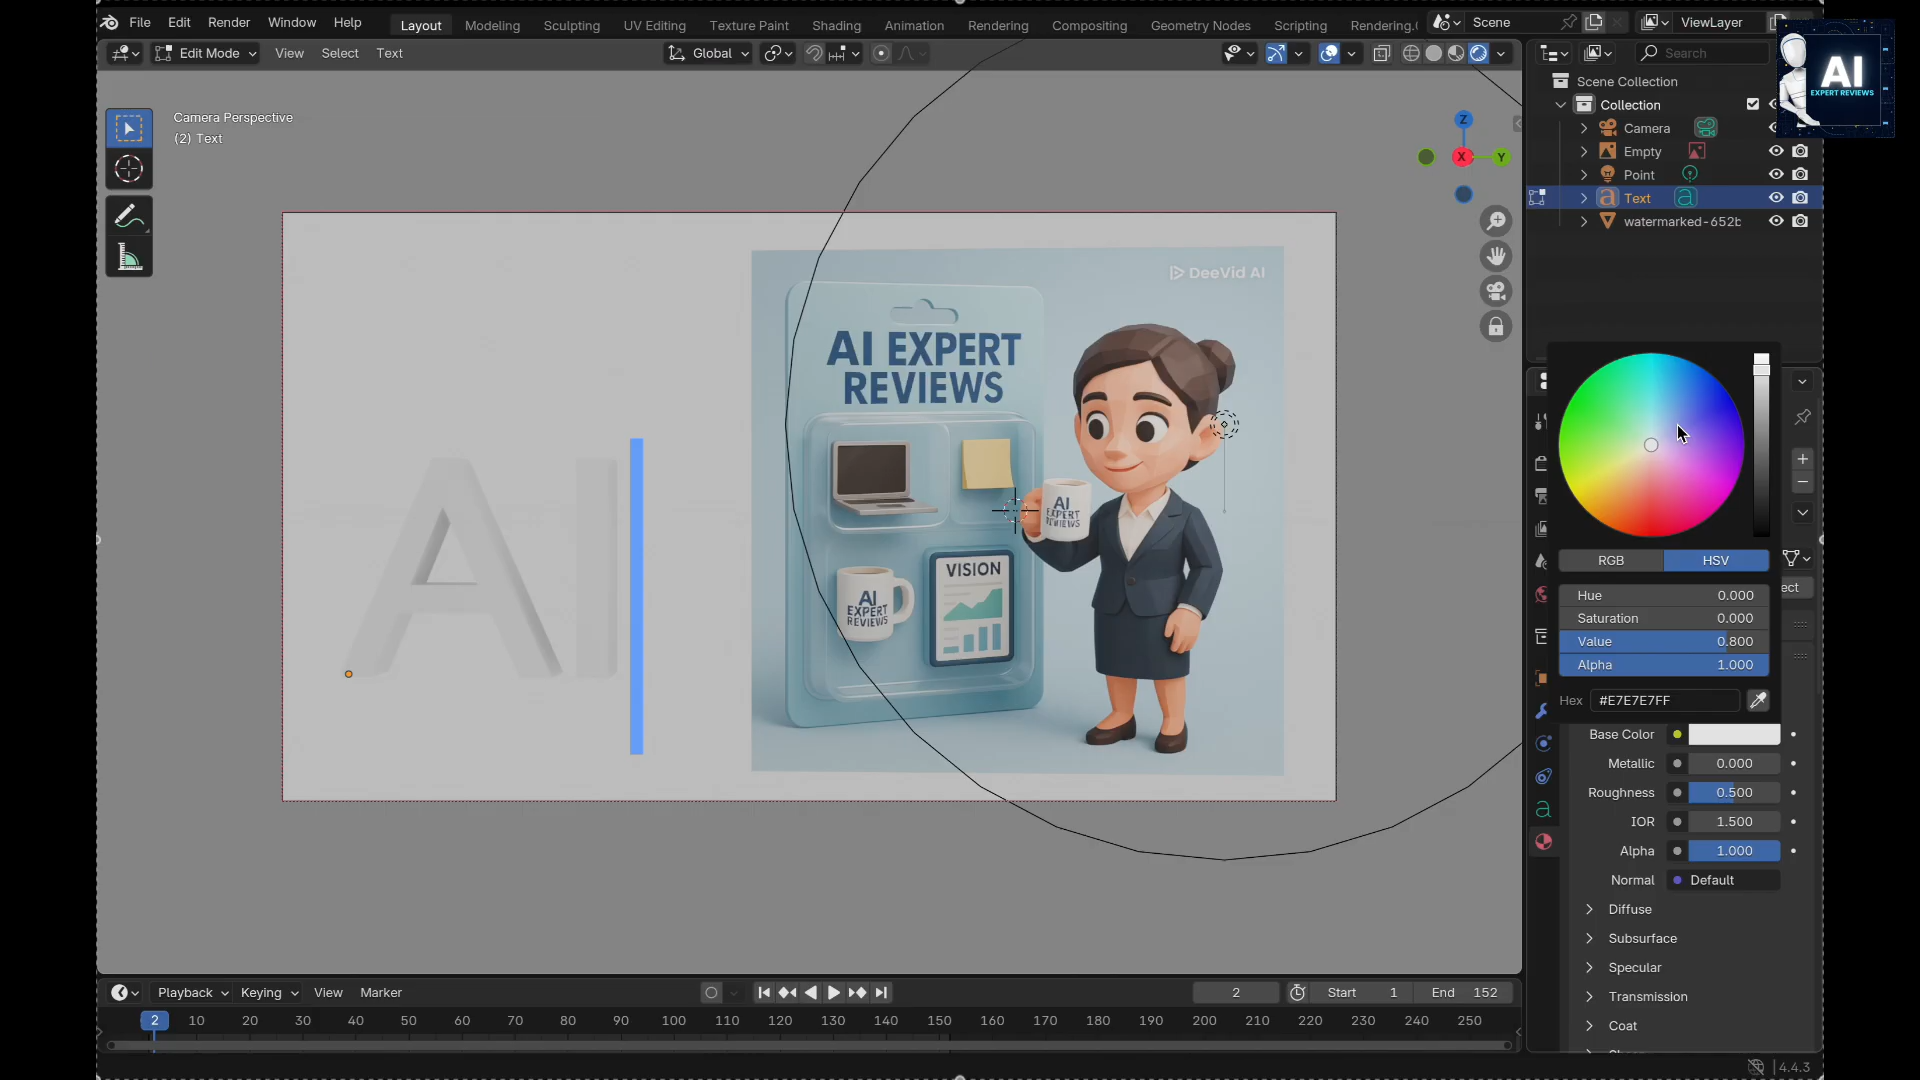 File Edit Render Window Help Layout Modeling Sculpting UV Editing Texture Paint Shading Animation Rendering Compositing Geometry Nodes Scripting Rendering. Scene ViewLayer
Edit Mode View Select Text Global Search
AI
EXPERT REVIEWS
Scene Collection
Collection
Camera
Empty
Point
Text
watermarked-652b
Camera Perspective
(2) Text
Z
X
Y
DeeVid AI
AI EXPERT
REVIEWS
AI
AI
EXPERT
REVIEWS
VISION
AI
EXPERT
REVIEWS
RGB HSV
Hue 0.000
Saturation 0.000
Value 0.800
Alpha 1.000
Hex #E7E7E7FF
ect
Base Color
Metallic 0.000
Roughness 0.500
IOR 1.500
Alpha 1.000
Normal Default
Diffuse
Subsurface
Specular
Transmission
Coat
Playback Keying View Marker 2 Start 1 End 152
2 10 20 30 40 50 60 70 80 90 100 110 120 130 140 150 160 170 180 190 200 210 220 230 240 250
4.4.3